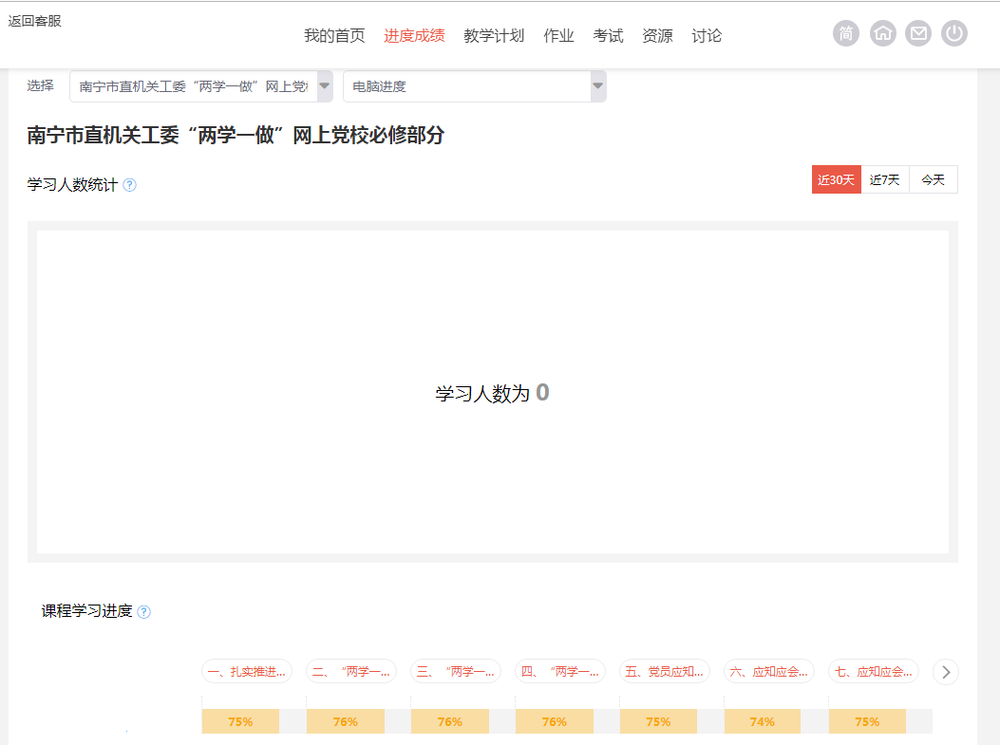 返回客服
我的首页 进度成绩 教学计划 作业 考试 资源 讨论 简
选择 南宁市直机关工委“两学一做”网上党校 电脑进度
南宁市直机关工委“两学一做”网上党校必修部分
学习人数统计 ?
近30天 近7天 今天
学习人数为 0
课程学习进度 ?
一、扎实推进... 二、“两学一... 三、“两学一... 四、“两学一... 五、党员应知... 六、应知应会... 七、应知应会...
75% 76% 76% 76% 75% 74% 75%